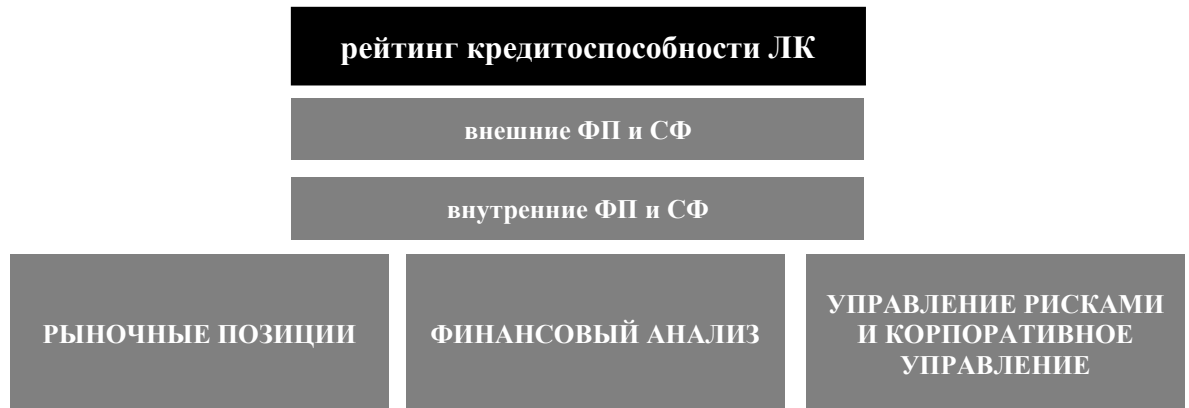 рейтинг кредитоспособности ЛК
внешние ФП и СФ
внутренние ФП и СФ
РЫНОЧНЫЕ ПОЗИЦИИ
ФИНАНСОВЫЙ АНАЛИЗ
УПРАВЛЕНИЕ РИСКАМИ
И КОРПОРАТИВНОЕ
УПРАВЛЕНИЕ